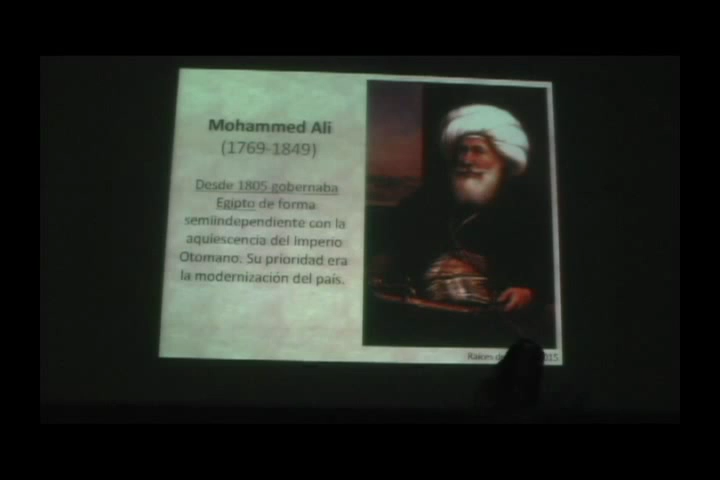 Mohammed Ali
(1769-1849)
Desde 1805 gobernaba
Egipto de forma
semiindependiente con la
aquiescencia del Imperio
Otomano. Su prioridad era
la modernización del país.
Raíces